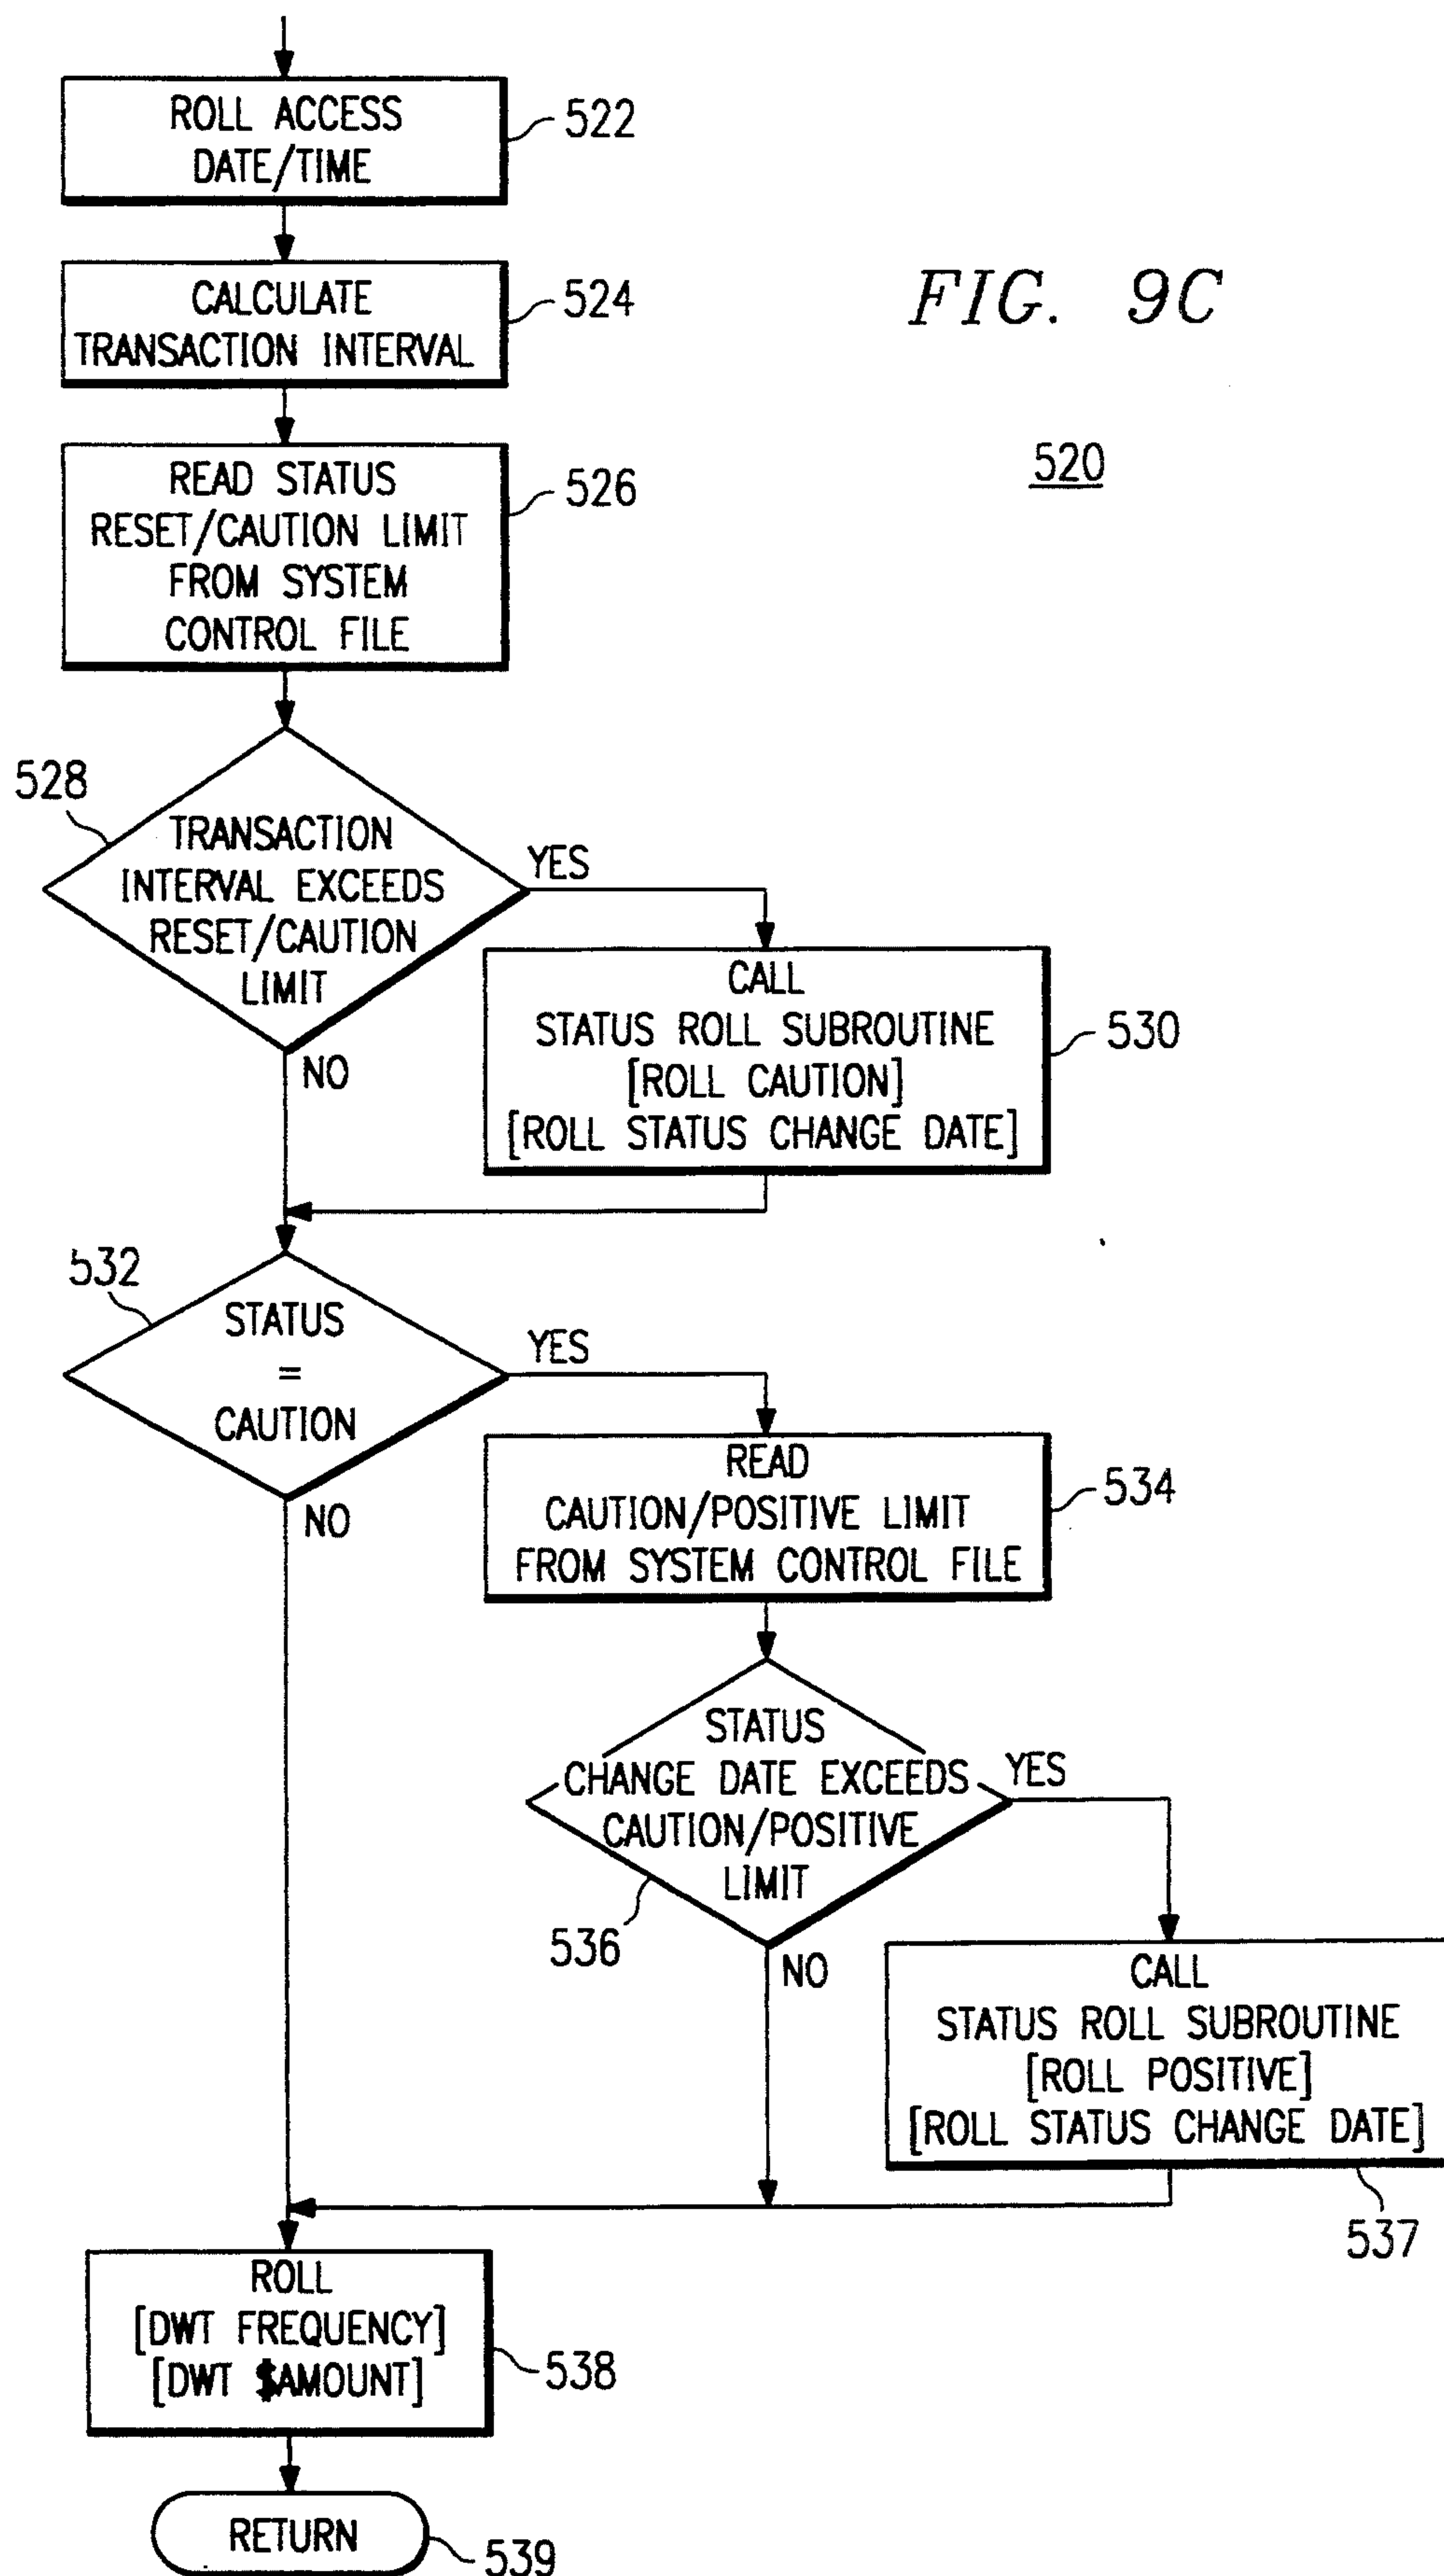 ROLL ACCESS
DATE/TIME
522
CALCULATE
TRANSACTION INTERVAL
524
FIG. 9C
520
READ STATUS
RESET/CAUTION LIMIT
FROM SYSTEM
CONTROL FILE
526
528
TRANSACTION
INTERVAL EXCEEDS
RESET/CAUTION
LIMIT
YES
NO
CALL
STATUS ROLL SUBROUTINE
[ROLL CAUTION]
[ROLL STATUS CHANGE DATE]
530
532
STATUS
=
CAUTION
YES
NO
READ
CAUTION/POSITIVE LIMIT
FROM SYSTEM CONTROL FILE
534
STATUS
CHANGE DATE EXCEEDS
CAUTION/POSITIVE
LIMIT
YES
536
NO
CALL
STATUS ROLL SUBROUTINE
[ROLL POSITIVE]
[ROLL STATUS CHANGE DATE]
537
ROLL
[DWT FREQUENCY]
[DWT $AMOUNT]
538
RETURN
539